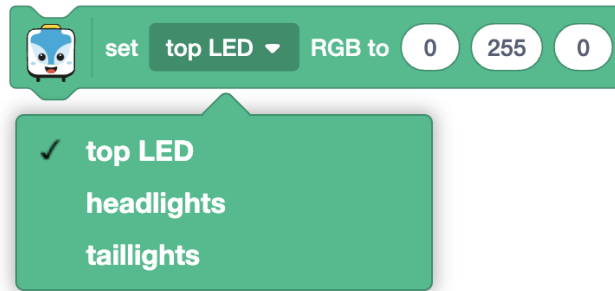 set top LED RGB to 0 255 0
top LED
headlights
taillights